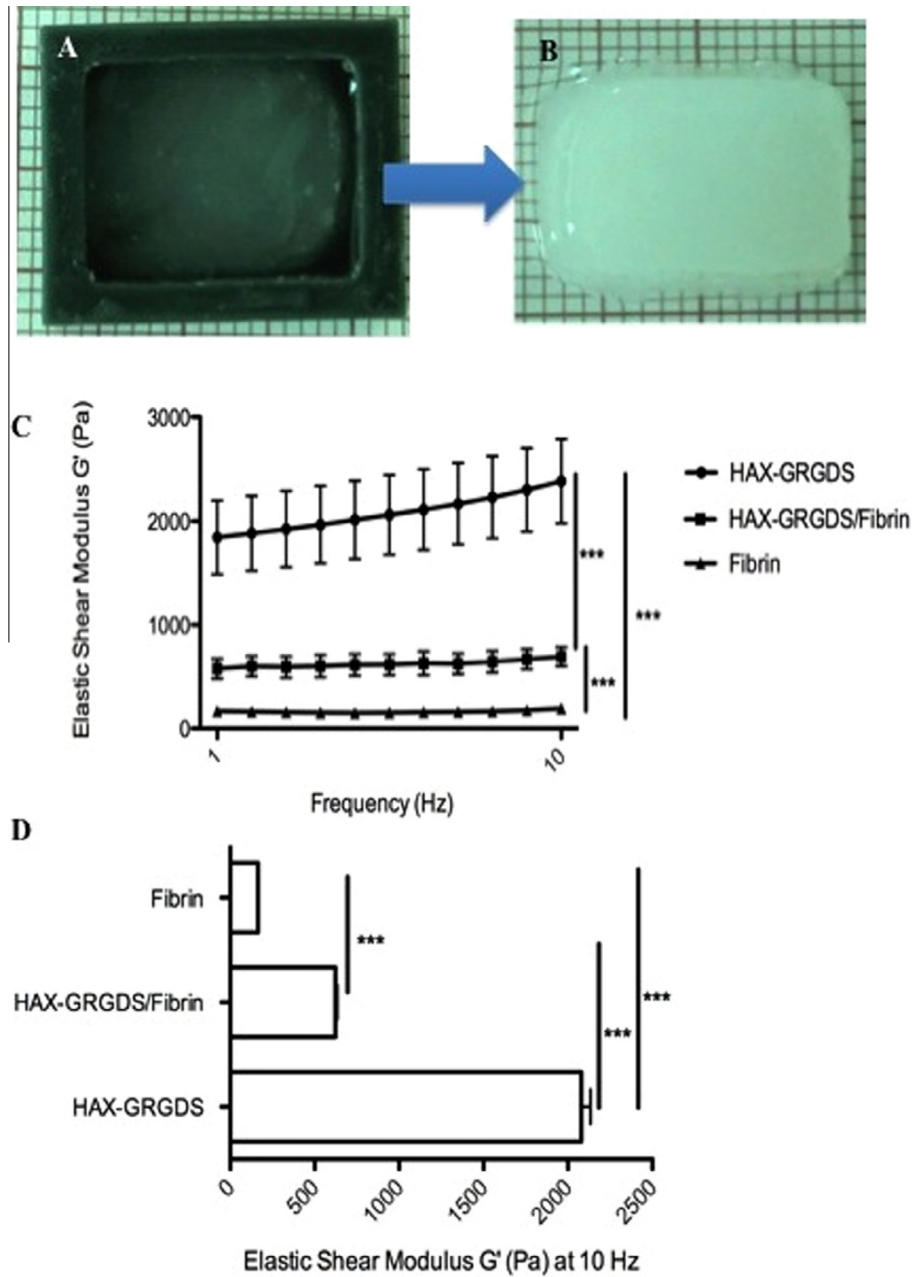 A
B
C
Elastic Shear Modulus G' (Pa)
3000
2000
1000
0
1
10
Frequency (Hz)
HAX-GRGDS
HAX-GRGDS/Fibrin
Fibrin
***
***
***
D
Fibrin
HAX-GRGDS/Fibrin
HAX-GRGDS
***
***
***
0
500
1000
1500
2000
2500
Elastic Shear Modulus G' (Pa) at 10 Hz